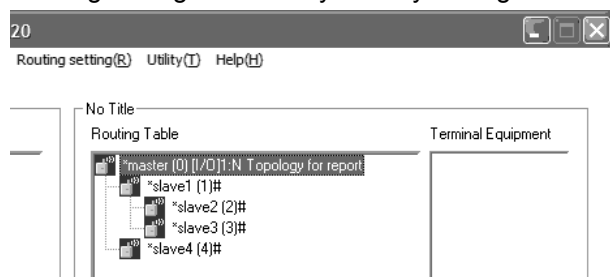 20
Routing setting(R) Utility(T) Help(H)
No Title
Routing Table Terminal Equipment
*master (0) [I/O]1:N Topology for report
*slave1 (1)#
*slave2 (2)#
*slave3 (3)#
*slave4 (4)#